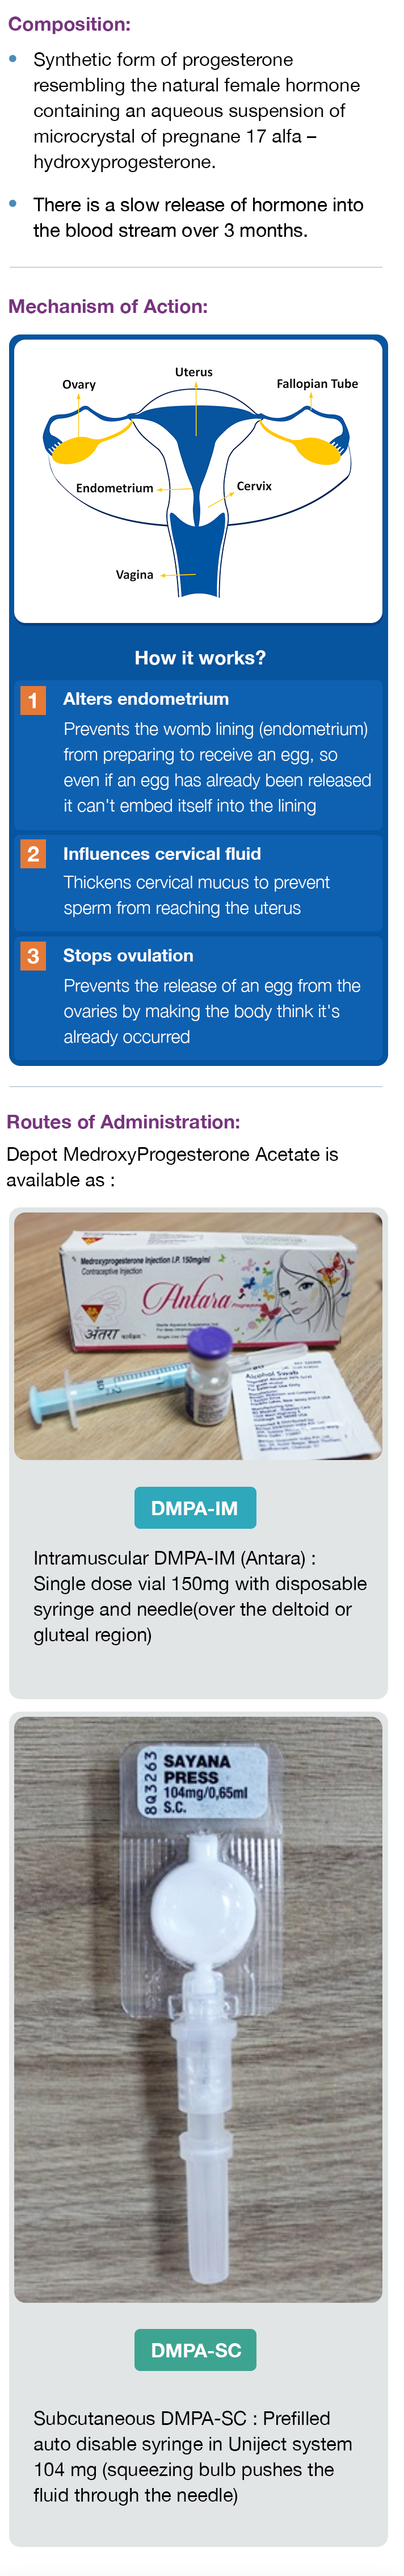 Composition:
Synthetic form of progesterone
resembling the natural female hormone
containing an aqueous suspension of
microcrystal of pregnane 17 alfa –
hydroxyprogesterone.
There is a slow release of hormone into
the blood stream over 3 months.
Mechanism of Action:
Uterus
Ovary
Fallopian Tube
Endometrium
Cervix
Vagina
How it works?
1 Alters endometrium
Prevents the womb lining (endometrium)
from preparing to receive an egg, so
even if an egg has already been released
it can't embed itself into the lining
2 Influences cervical fluid
Thickens cervical mucus to prevent
sperm from reaching the uterus
3 Stops ovulation
Prevents the release of an egg from the
ovaries by making the body think it's
already occurred
Routes of Administration:
Depot MedroxyProgesterone Acetate is
available as :
Medroxyprogesterone Injection I.P. 150mg/ml
Contraceptive Injection
Antara
Programme
अंतरा
Alcohol Swab
DMPA-IM
Intramuscular DMPA-IM (Antara) :
Single dose vial 150mg with disposable
syringe and needle(over the deltoid or
gluteal region)
8Q3263
SAYANA
PRESS
104mg/0,65ml
S.C.
DMPA-SC
Subcutaneous DMPA-SC : Prefilled
auto disable syringe in Uniject system
104 mg (squeezing bulb pushes the
fluid through the needle)